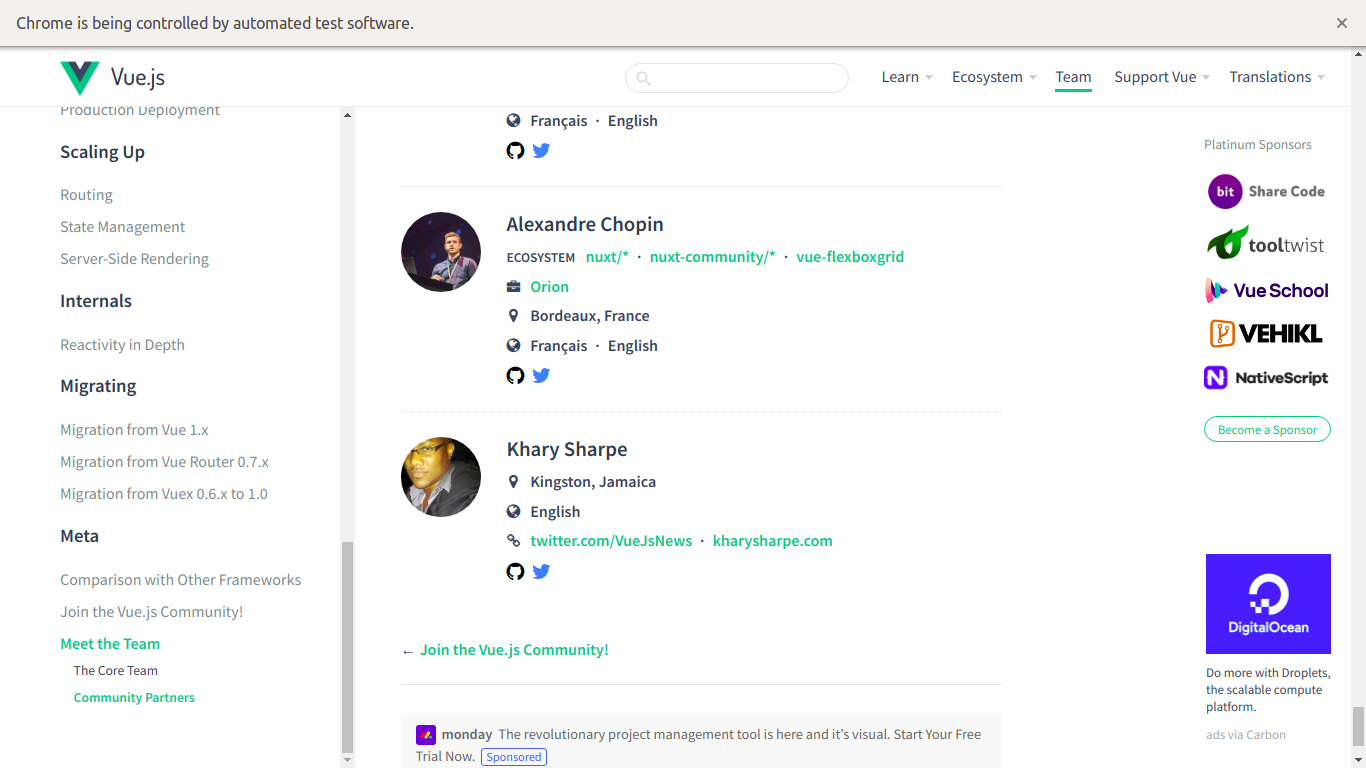 Chrome is being controlled by automated test software.
Vue.js
Learn
Ecosystem
Team
Support Vue
Translations
Production Deployment
Scaling Up
Routing
State Management
Server-Side Rendering
Internals
Reactivity in Depth
Migrating
Migration from Vue 1.x
Migration from Vue Router 0.7.x
Migration from Vuex 0.6.x to 1.0
Meta
Comparison with Other Frameworks
Join the Vue.js Community!
Meet the Team
The Core Team
Community Partners
Français · English
Alexandre Chopin
ECOSYSTEM nuxt/* · nuxt-community/* · vue-flexboxgrid
Orion
Bordeaux, France
Français · English
Khary Sharpe
Kingston, Jamaica
English
twitter.com/VueJsNews · kharysharpe.com
← Join the Vue.js Community!
monday The revolutionary project management tool is here and it’s visual. Start Your Free
Trial Now. Sponsored
Platinum Sponsors
bit Share Code
tooltwist
Vue School
VEHIKL
N NativeScript
Become a Sponsor
DigitalOcean
Do more with Droplets,
the scalable compute
platform.
ads via Carbon